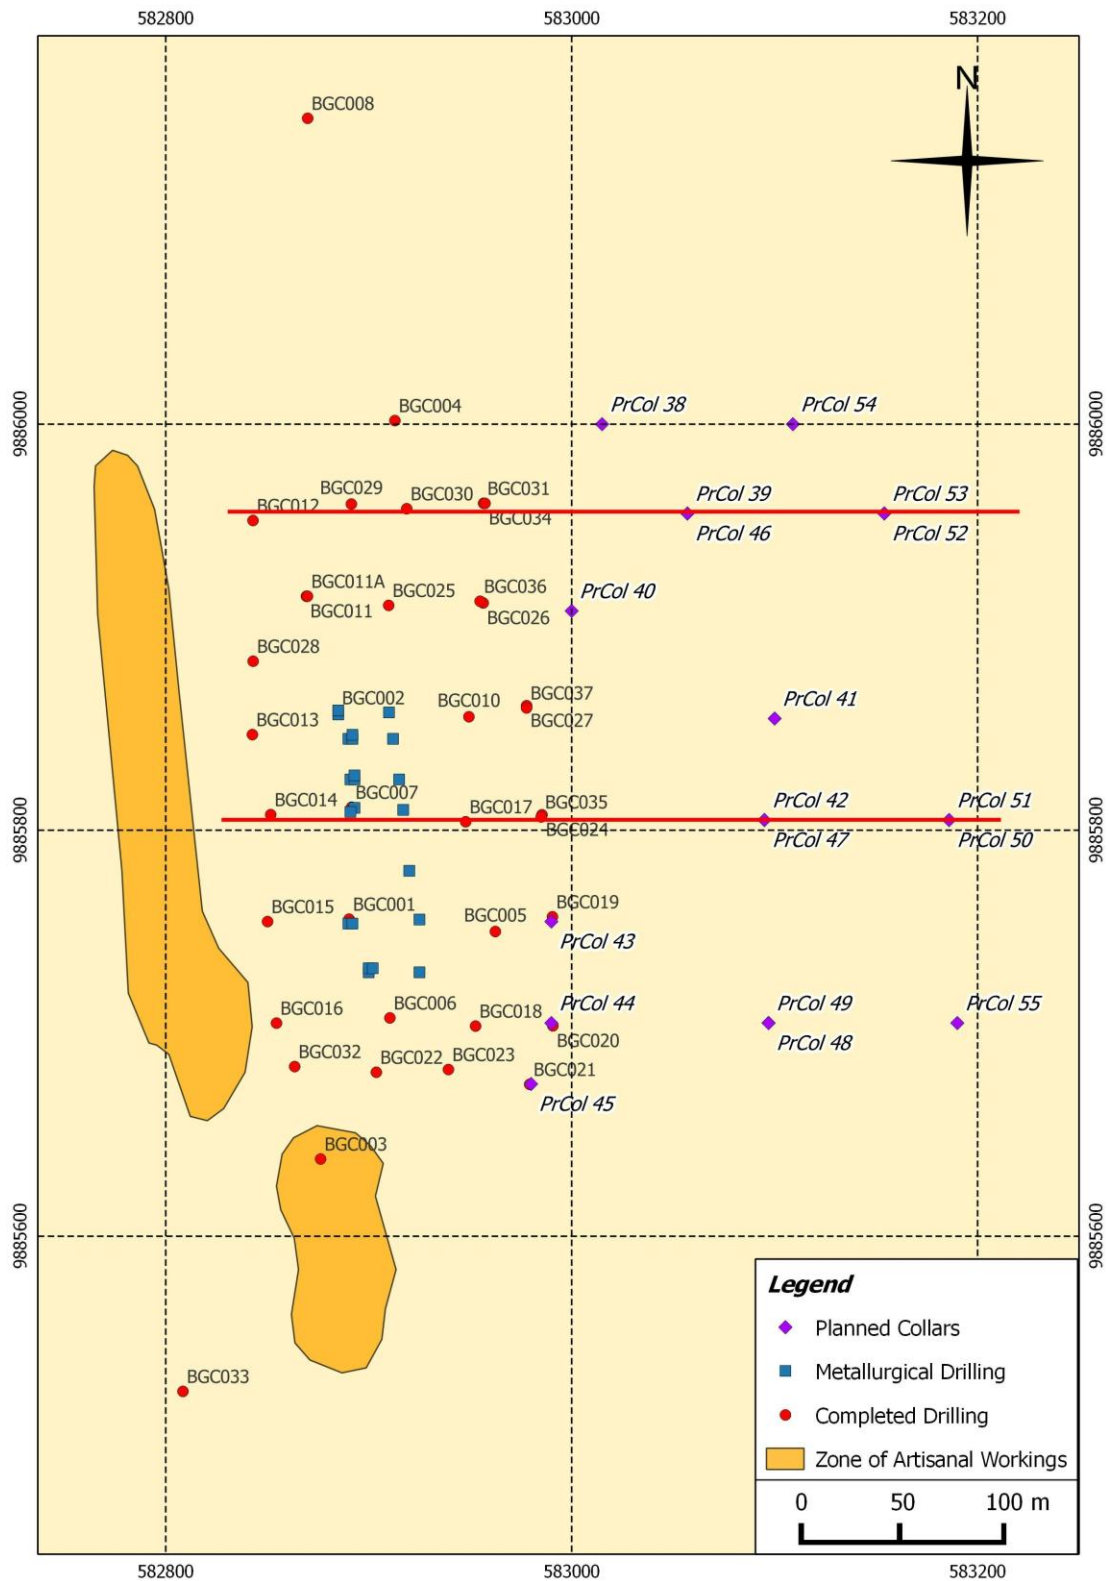 582800
583000
583200
N
BGC008
BGC004
PrCol 38
PrCol 54
9886000
9886000
BGC029
BGC030
BGC031
PrCol 39
PrCol 53
BGC012
BGC034
PrCol 46
PrCol 52
BGC011A
BGC025
BGC036
PrCol 40
BGC011
BGC026
BGC028
BGC002
BGC010
BGC037
PrCol 41
BGC013
BGC027
BGC014
BGC007
BGC017
BGC035
PrCol 42
PrCol 51
9885800
BGC024
PrCol 47
PrCol 50
9885800
BGC015
BGC001
BGC005
BGC019
PrCol 43
BGC016
BGC006
BGC018
PrCol 44
PrCol 49
PrCol 55
BGC020
PrCol 48
BGC032
BGC022
BGC023
BGC021
PrCol 45
BGC003
9885600
9885600
BGC033
Legend
Planned Collars
Metallurgical Drilling
Completed Drilling
Zone of Artisanal Workings
0 50 100 m
582800
583000
583200